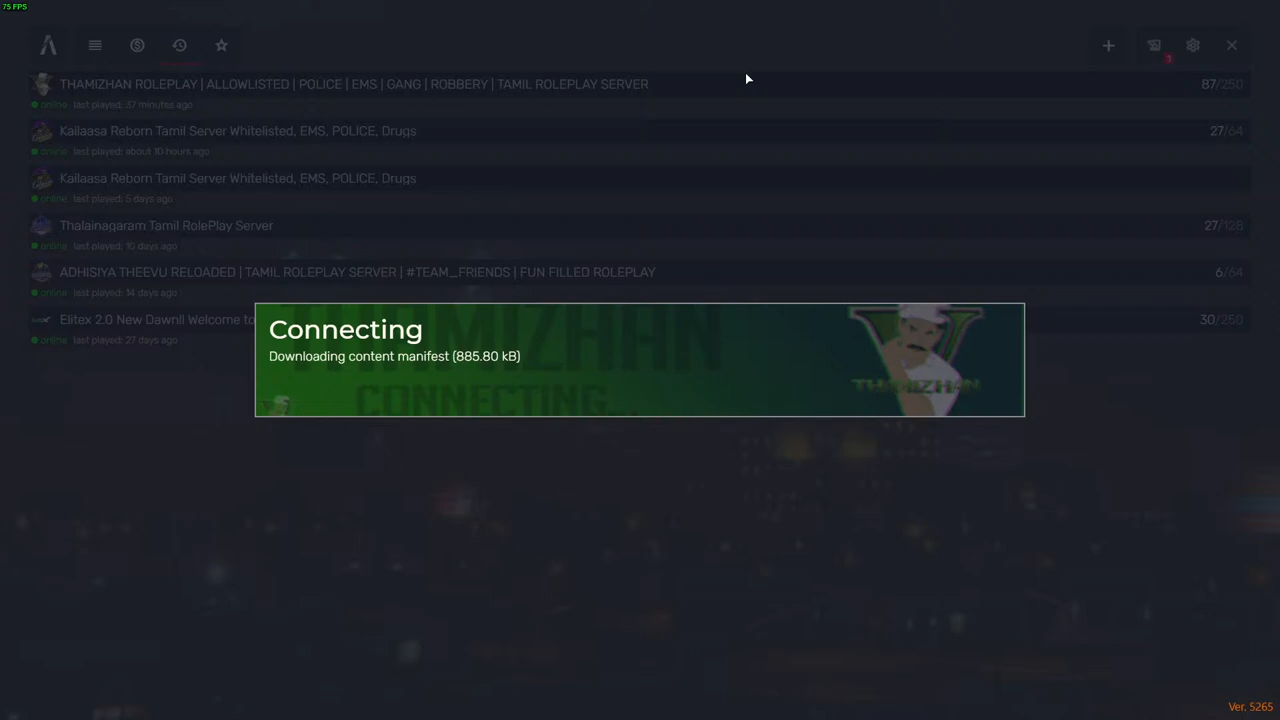 75 FPS
THAMIZHAN ROLEPLAY | ALLOWLISTED | POLICE | EMS | GANG | ROBBERY | TAMIL ROLEPLAY SERVER 87/250
online last played: 37 minutes ago
Kailaasa Reborn Tamil Server Whitelisted, EMS, POLICE, Drugs 27/64
online last played: about 10 hours ago
Kailaasa Reborn Tamil Server Whitelisted, EMS, POLICE, Drugs
online last played: 5 days ago
Thalainagaram Tamil RolePlay Server 27/128
online last played: 10 days ago
ADHISIYA THEEVU RELOADED | TAMIL ROLEPLAY SERVER | #TEAM_FRIENDS | FUN FILLED ROLEPLAY 6/64
online last played: 14 days ago
Elitex 2.0 New Dawn|| Welcome to 30/250
online last played: 27 days ago
Connecting
Downloading content manifest (885.80 kB)
THAMIZHAN
CONNECTING...
THAMIZHAN
Ver. 5265